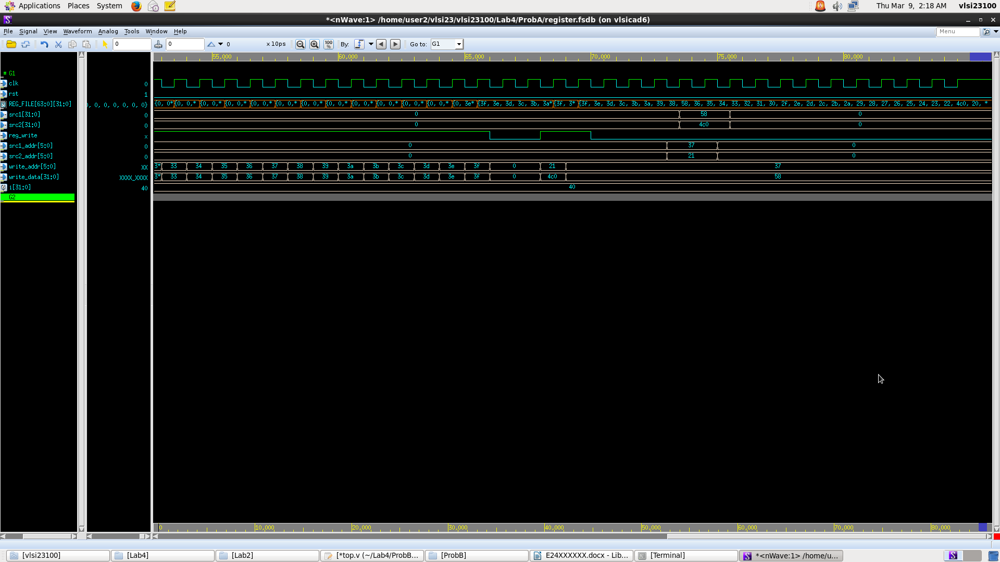 Applications Places System Thu Mar 9, 2:18 AM vlsi23100
*<nWave:1> /home/user2/vlsi23/vlsi23100/Lab4/ProbA/register.fsdb (on vlsicad6)
File Signal View Waveform Analog Tools Window Help Menu
0 0 0 x 10ps 100% By: Go to: G1
55,000 60,000 65,000 70,000 75,000 80,000
= G1
clk 0
rst 1
REG_FILE[63:0][31:0] 0, 0, 0, 0, 0, 0, 0} {0, 0* {0, 0,* {0, 0,* {0, 0,* {0, 0,* {0, 0,* {0, 0,* {0, 0,* {0, 0,* {0, 0,* {0, 0,* {0, 3e* {3f, 3e, 3d, 3c, 3b, 3a* {3f, 3* {3f, 3e, 3d, 3c, 3b, 3a, 39, 38, 58, 36, 35, 34, 33, 32, 31, 30, 2f, 2e, 2d, 2c, 2b, 2a, 29, 28, 27, 26, 25, 24, 23, 22, 4c0, 20, *
src1[31:0] 0 0 58 0
src2[31:0] 0 0 4c0 0
reg_write x
src1_addr[5:0] 0 0 37 0
src2_addr[5:0] 0 0 21 0
write_addr[5:0] XX 3* 33 34 35 36 37 38 39 3a 3b 3c 3d 3e 3f 0 21 37
write_data[31:0] XXXX_XXXX 3* 33 34 35 36 37 38 39 3a 3b 3c 3d 3e 3f 0 4c0 58
i[31:0] 40 40
G2
0 10,000 20,000 30,000 40,000 50,000 60,000 70,000 80,000
[vlsi23100] [Lab4] [Lab2] [*top.v (~/Lab4/ProbB... [ProbB] E24XXXXXX.docx - Lib... [Terminal] *<nWave:1> /home/u...